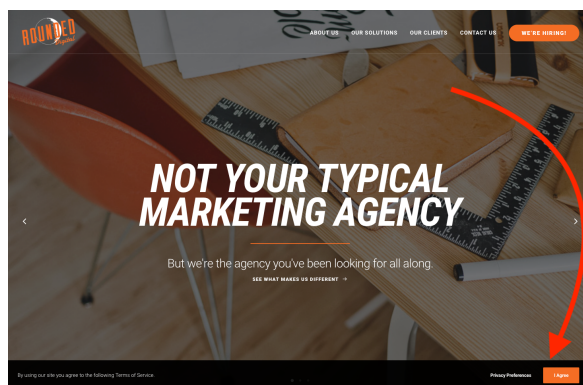 ROUNDED
digital
ABOUT US OUR SOLUTIONS OUR CLIENTS CONTACT US WE'RE HIRING!
NOT YOUR TYPICAL
MARKETING AGENCY
But we're the agency you've been looking for all along.
SEE WHAT MAKES US DIFFERENT →
By using our site you agree to the following Terms of Service. Privacy Preferences I Agree